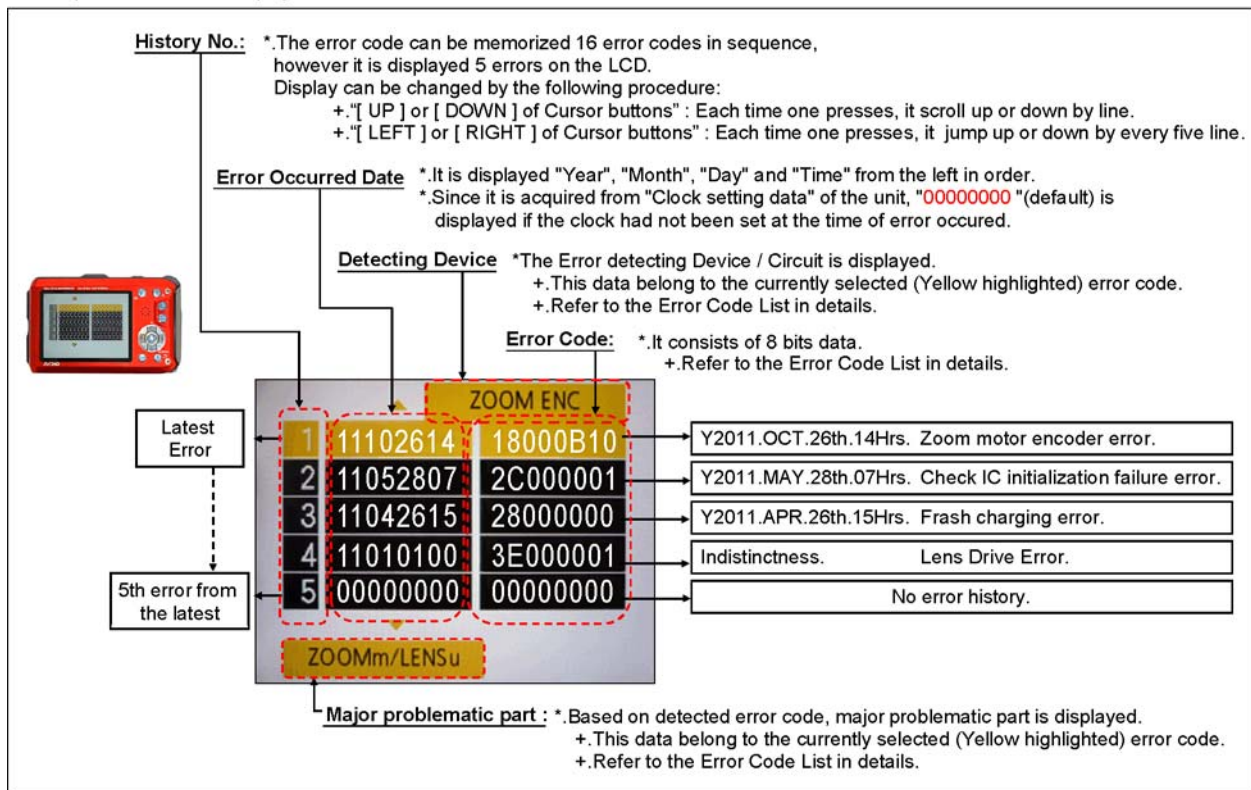 History No.: *.The error code can be memorized 16 error codes in sequence,
however it is displayed 5 errors on the LCD.
Display can be changed by the following procedure:
+."[ UP ] or [ DOWN ] of Cursor buttons" : Each time one presses, it scroll up or down by line.
+."[ LEFT ] or [ RIGHT ] of Cursor buttons" : Each time one presses, it jump up or down by every five line.
Error Occurred Date *.It is displayed "Year", "Month", "Day" and "Time" from the left in order.
*.Since it is acquired from "Clock setting data" of the unit, "00000000 "(default) is
displayed if the clock had not been set at the time of error occured.
Detecting Device *The Error detecting Device / Circuit is displayed.
+.This data belong to the currently selected (Yellow highlighted) error code.
+.Refer to the Error Code List in details.
Error Code: *.It consists of 8 bits data.
+.Refer to the Error Code List in details.
ZOOM ENC
Latest
Error
1 11102614 18000B10 Y2011.OCT.26th.14Hrs. Zoom motor encoder error.
2 11052807 2C000001 Y2011.MAY.28th.07Hrs. Check IC initialization failure error.
3 11042615 28000000 Y2011.APR.26th.15Hrs. Frash charging error.
4 11010100 3E000001 Indistinctness. Lens Drive Error.
5 00000000 00000000 No error history.
5th error from
the latest
ZOOMm/LENSu
Major problematic part : *.Based on detected error code, major problematic part is displayed.
+.This data belong to the currently selected (Yellow highlighted) error code.
+.Refer to the Error Code List in details.